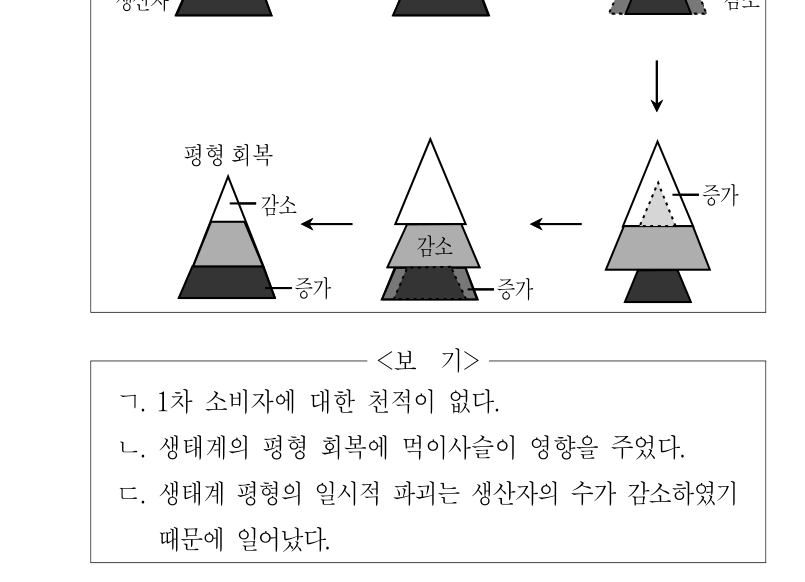 생산자
감소
평형 회복
감소
증가
감소
증가
증가
<보 기>
ㄱ. 1차 소비자에 대한 천적이 없다.
ㄴ. 생태계의 평형 회복에 먹이사슬이 영향을 주었다.
ㄷ. 생태계 평형의 일시적 파괴는 생산자의 수가 감소하였기
때문에 일어났다.